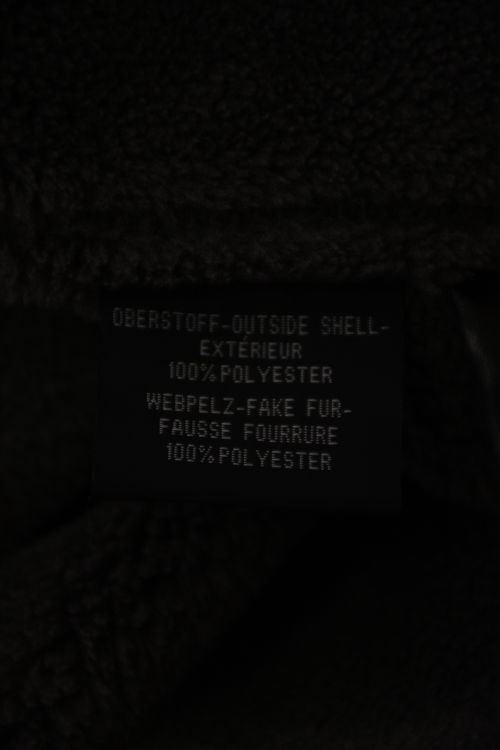 OBERSTOFF-OUTSIDE SHELL-
EXTÉRIEUR
100%POLYESTER
WEBPELZ-FAKE FUR-
FAUSSE FOURRURE
100%POLYESTER